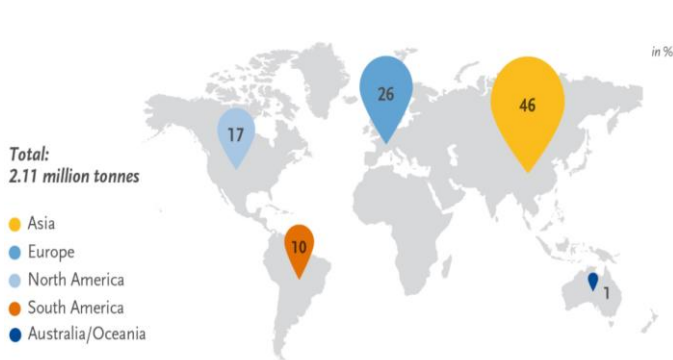 in %
26
46
17
Total:
2.11 million tonnes
Asia
Europe
North America
South America
Australia/Oceania
10
1